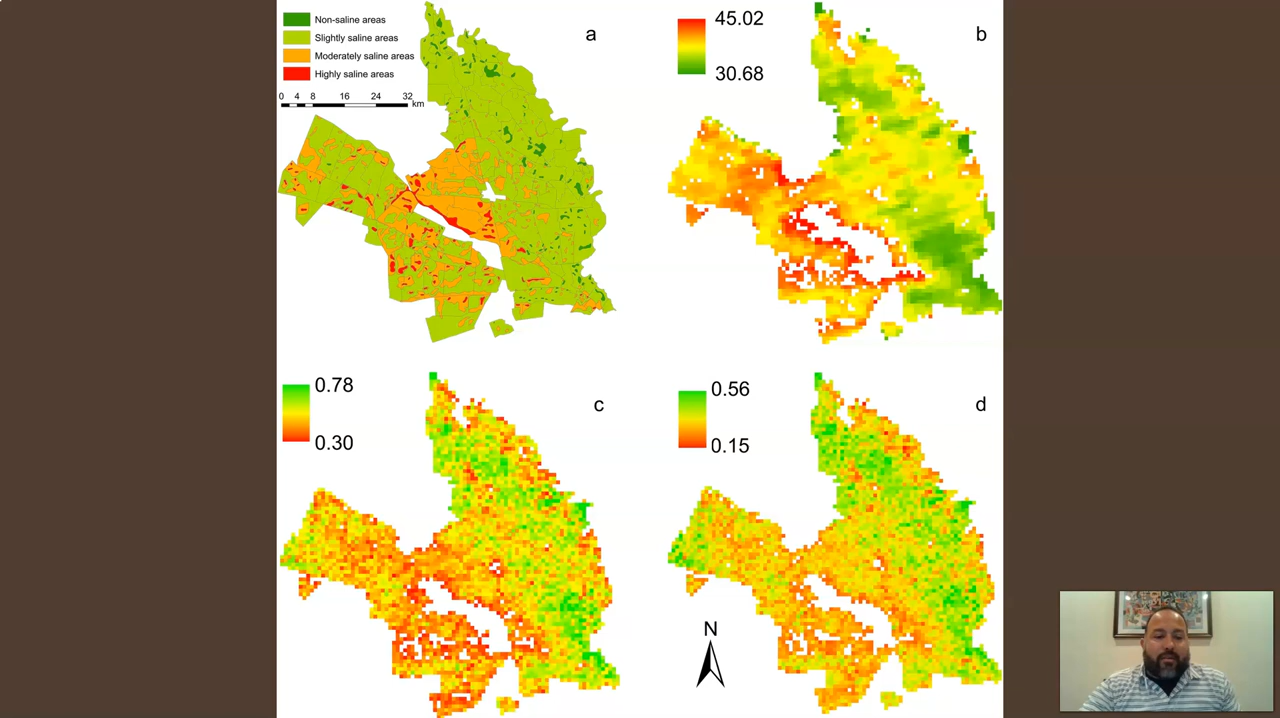 Non-saline areas
Slightly saline areas
Moderately saline areas
Highly saline areas
0 4 8 16 24 32
km
a
45.02
30.68
b
0.78
0.30
c
0.56
0.15
d
N